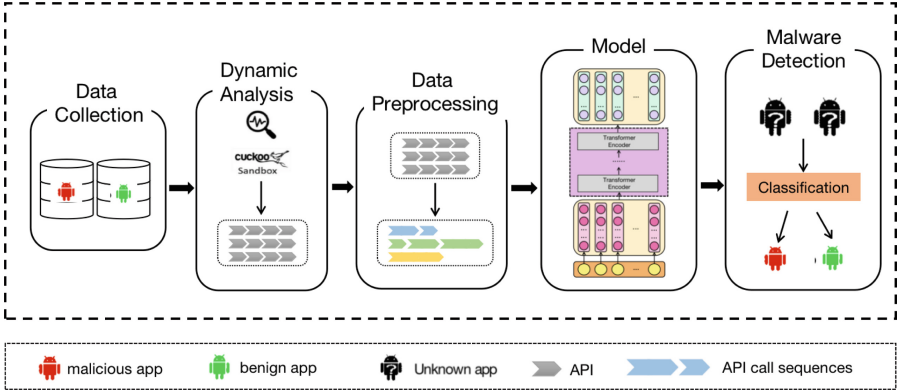 Data
Collection
Dynamic
Analysis
cuckoo
Sandbox
Data
Preprocessing
Model
...
Transformer
Encoder
......
Transformer
Encoder
...
...
Malware
Detection
?
?
Classification
malicious app
benign app
?
Unknown app
API
API call sequences